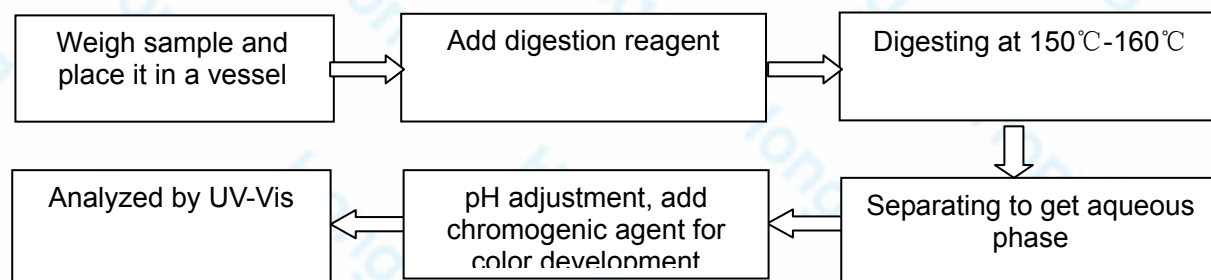 Weigh sample and
place it in a vessel
Add digestion reagent
Digesting at 150℃-160℃
Separating to get aqueous
phase
pH adjustment, add
chromogenic agent for
color development
Analyzed by UV-Vis